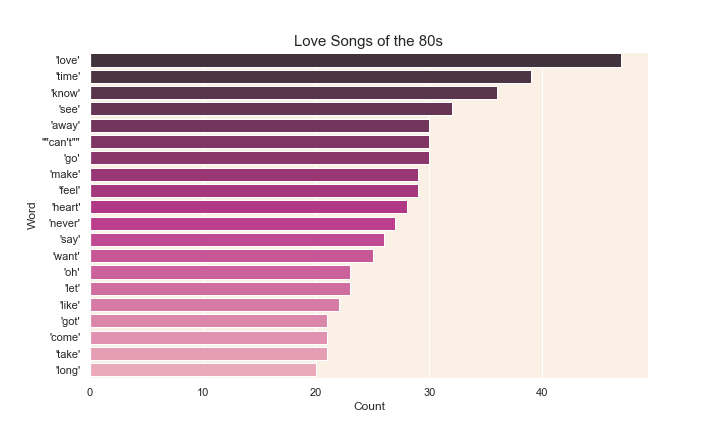 Love Songs of the 80s
Word
'love'
'time'
'know'
'see'
'away'
'"can't"'
'go'
'make'
'feel'
'heart'
'never'
'say'
'want'
'oh'
'let'
'like'
'got'
'come'
'take'
'long'
0 10 20 30 40
Count